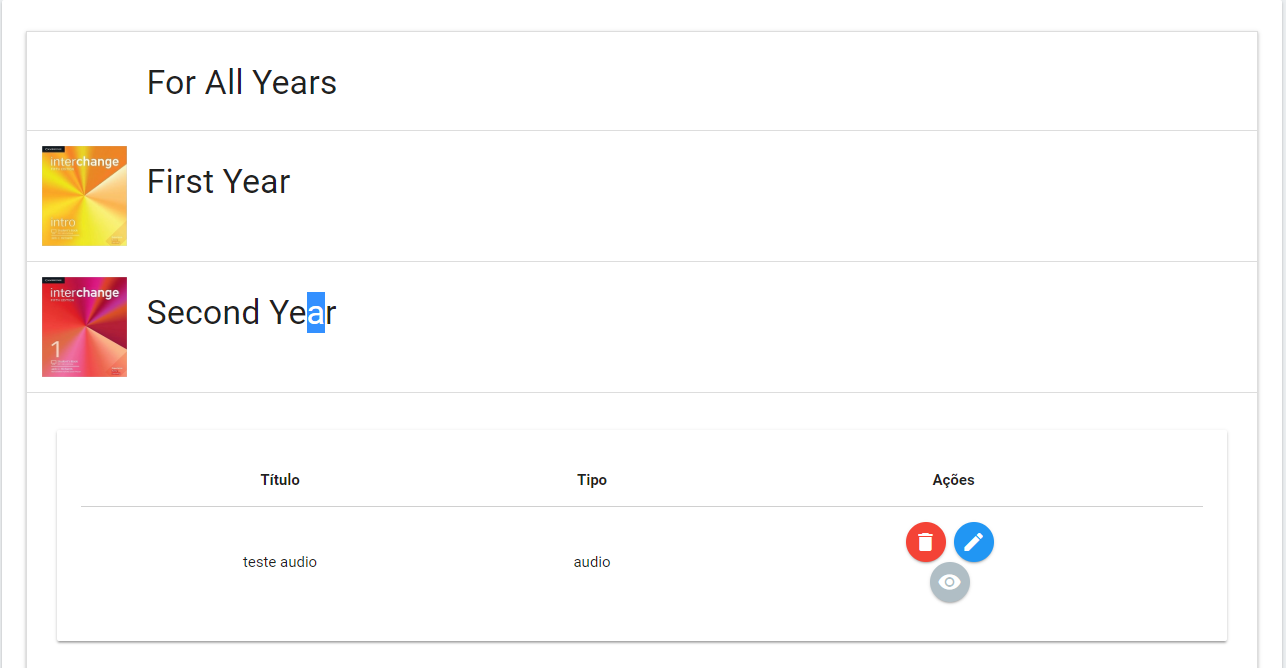 For All Years
interchange
intro
First Year
interchange
1
Second Year
Título Tipo Ações
teste audio audio